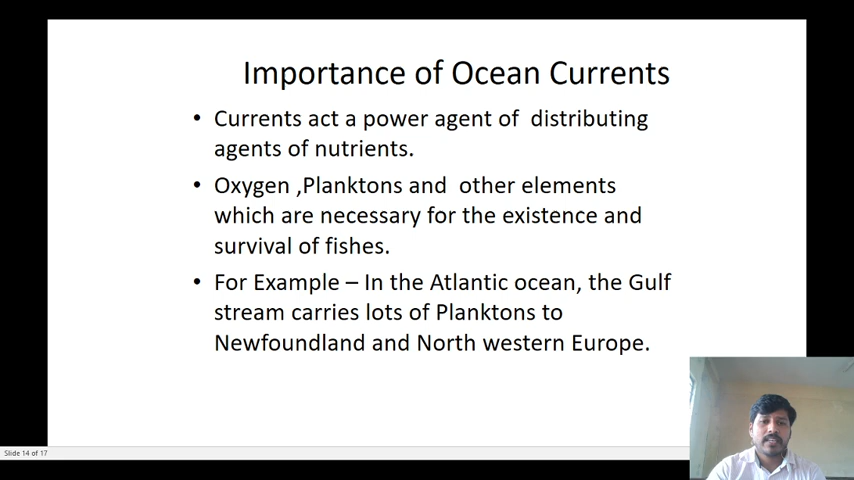 Importance of Ocean Currents
• Currents act a power agent of  distributing
agents of nutrients.
• Oxygen ,Planktons and  other elements
which are necessary for the existence and
survival of fishes.
• For Example – In the Atlantic ocean, the Gulf
stream carries lots of Planktons to
Newfoundland and North western Europe.
Slide 14 of 17